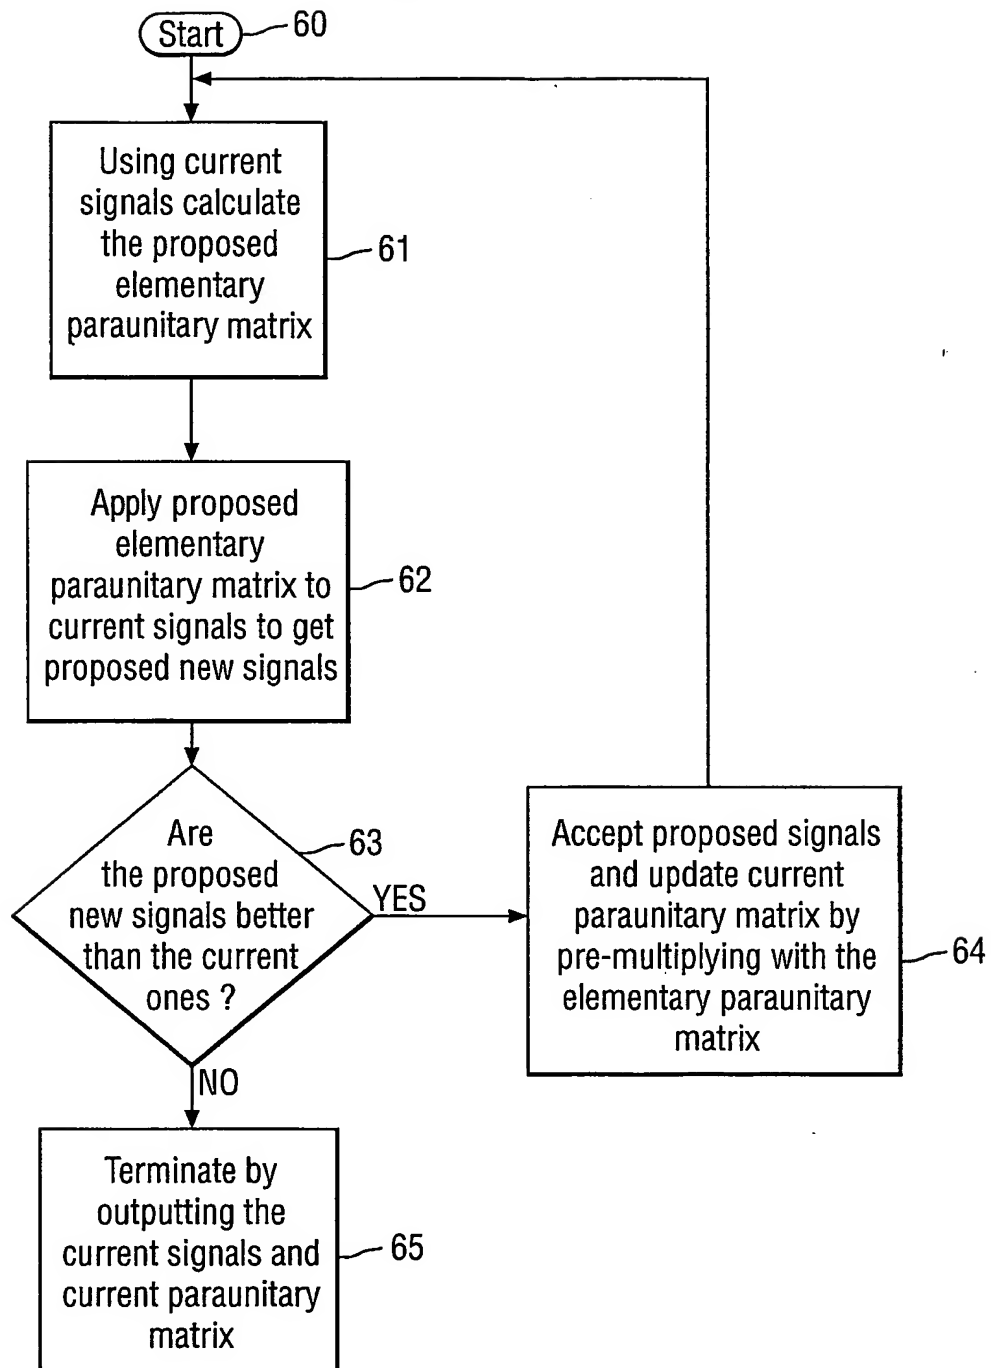 Start
60
Using current
signals calculate
the proposed
elementary
paraunitary matrix
61
Apply proposed
elementary
paraunitary matrix to
current signals to get
proposed new signals
62
Are
the proposed
new signals better
than the current
ones ?
63
YES
Accept proposed signals
and update current
paraunitary matrix by
pre-multiplying with the
elementary paraunitary
matrix
64
NO
Terminate by
outputting the
current signals and
current paraunitary
matrix
65